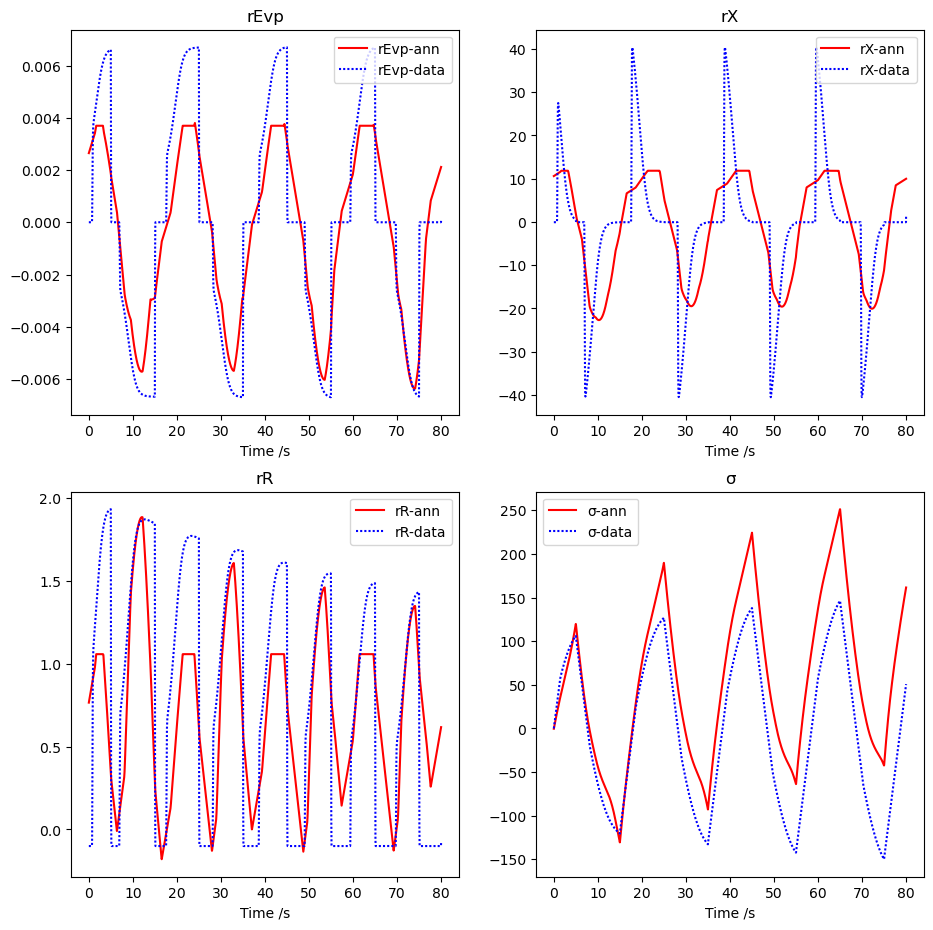 rEvp
rEvp-ann
rEvp-data
0.006
0.004
0.002
0.000
−0.002
−0.004
−0.006
0 10 20 30 40 50 60 70 80
Time /s
rX
rX-ann
rX-data
40
30
20
10
0
−10
−20
−30
−40
0 10 20 30 40 50 60 70 80
Time /s
rR
rR-ann
rR-data
2.0
1.5
1.0
0.5
0.0
0 10 20 30 40 50 60 70 80
Time /s
σ
σ-ann
σ-data
250
200
150
100
50
0
−50
−100
−150
0 10 20 30 40 50 60 70 80
Time /s